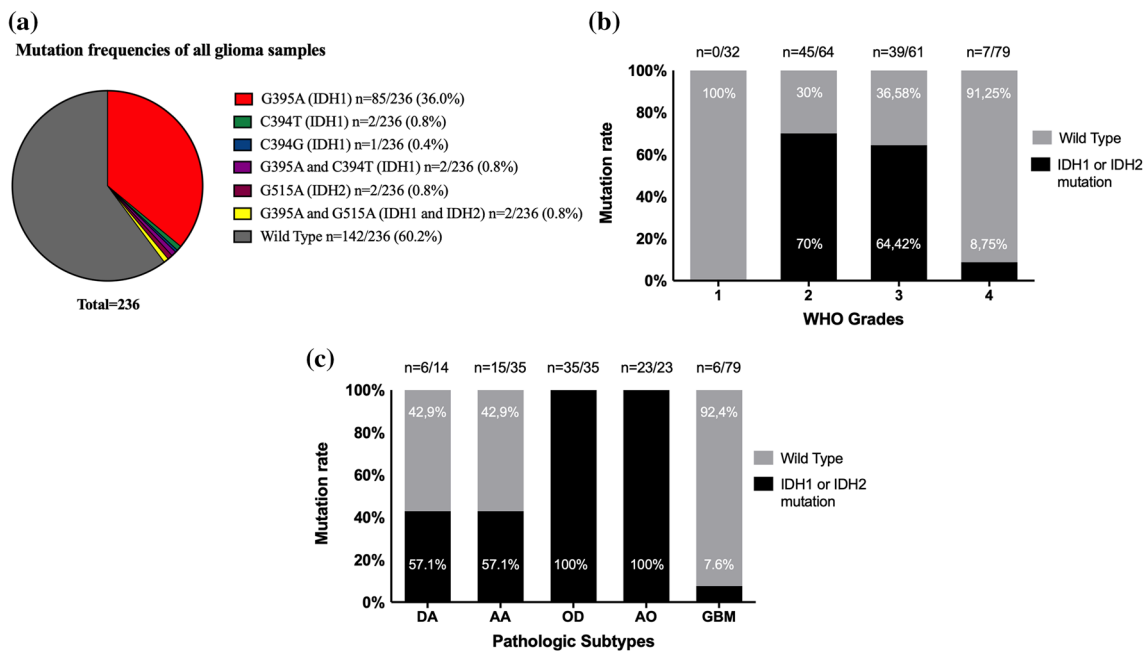 (a)
Mutation frequencies of all glioma samples
G395A (IDH1) n=85/236 (36.0%)
C394T (IDH1) n=2/236 (0.8%)
C394G (IDH1) n=1/236 (0.4%)
G395A and C394T (IDH1) n=2/236 (0.8%)
G515A (IDH2) n=2/236 (0.8%)
G395A and G515A (IDH1 and IDH2) n=2/236 (0.8%)
Wild Type n=142/236 (60.2%)
Total=236
(b)
n=0/32 n=45/64 n=39/61 n=7/79
100%
80%
60%
40%
20%
0%
Mutation rate
100% 30% 36,58% 91,25%
70% 64,42% 8,75%
1 2 3 4
WHO Grades
Wild Type
IDH1 or IDH2
mutation
(c)
n=6/14 n=15/35 n=35/35 n=23/23 n=6/79
100%
80%
60%
40%
20%
0%
Mutation rate
42,9% 42,9% 92,4%
57.1% 57.1% 100% 100% 7.6%
DA AA OD AO GBM
Pathologic Subtypes
Wild Type
IDH1 or IDH2
mutation